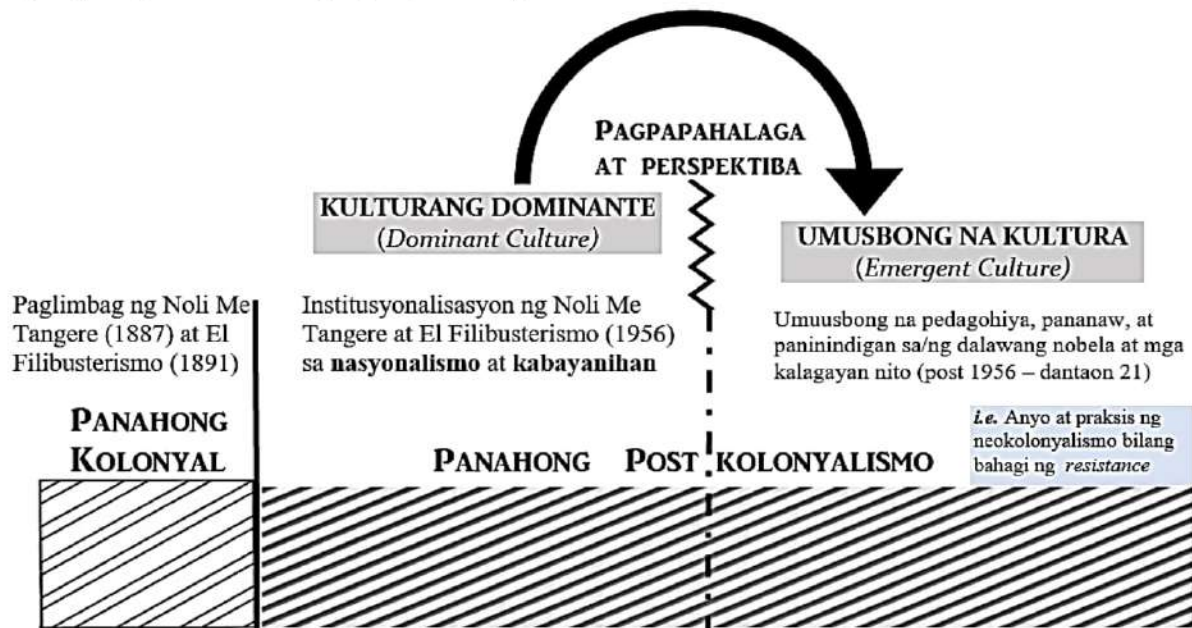 PAGPAPAHALAGA
AT PERSPEKTIBA
KULTURANG DOMINANTE
(Dominant Culture)
UMUSBONG NA KULTURA
(Emergent Culture)
Paglimbag ng Noli Me
Tangere (1887) at El
Filibusterismo (1891)
Institusyonalisasyon ng Noli Me
Tangere at El Filibusterismo (1956)
sa nasyonalismo at kabayanihan
Umuusbong na pedagohiya, pananaw, at
paninindigan sa/ng dalawang nobela at mga
kalagayan nito (post 1956 – dantaon 21)
PANAHONG
KOLONYAL
PANAHONG POST KOLONYALISMO
i.e. Anyo at praksis ng
neokolonyalismo bilang
bahagi ng resistance